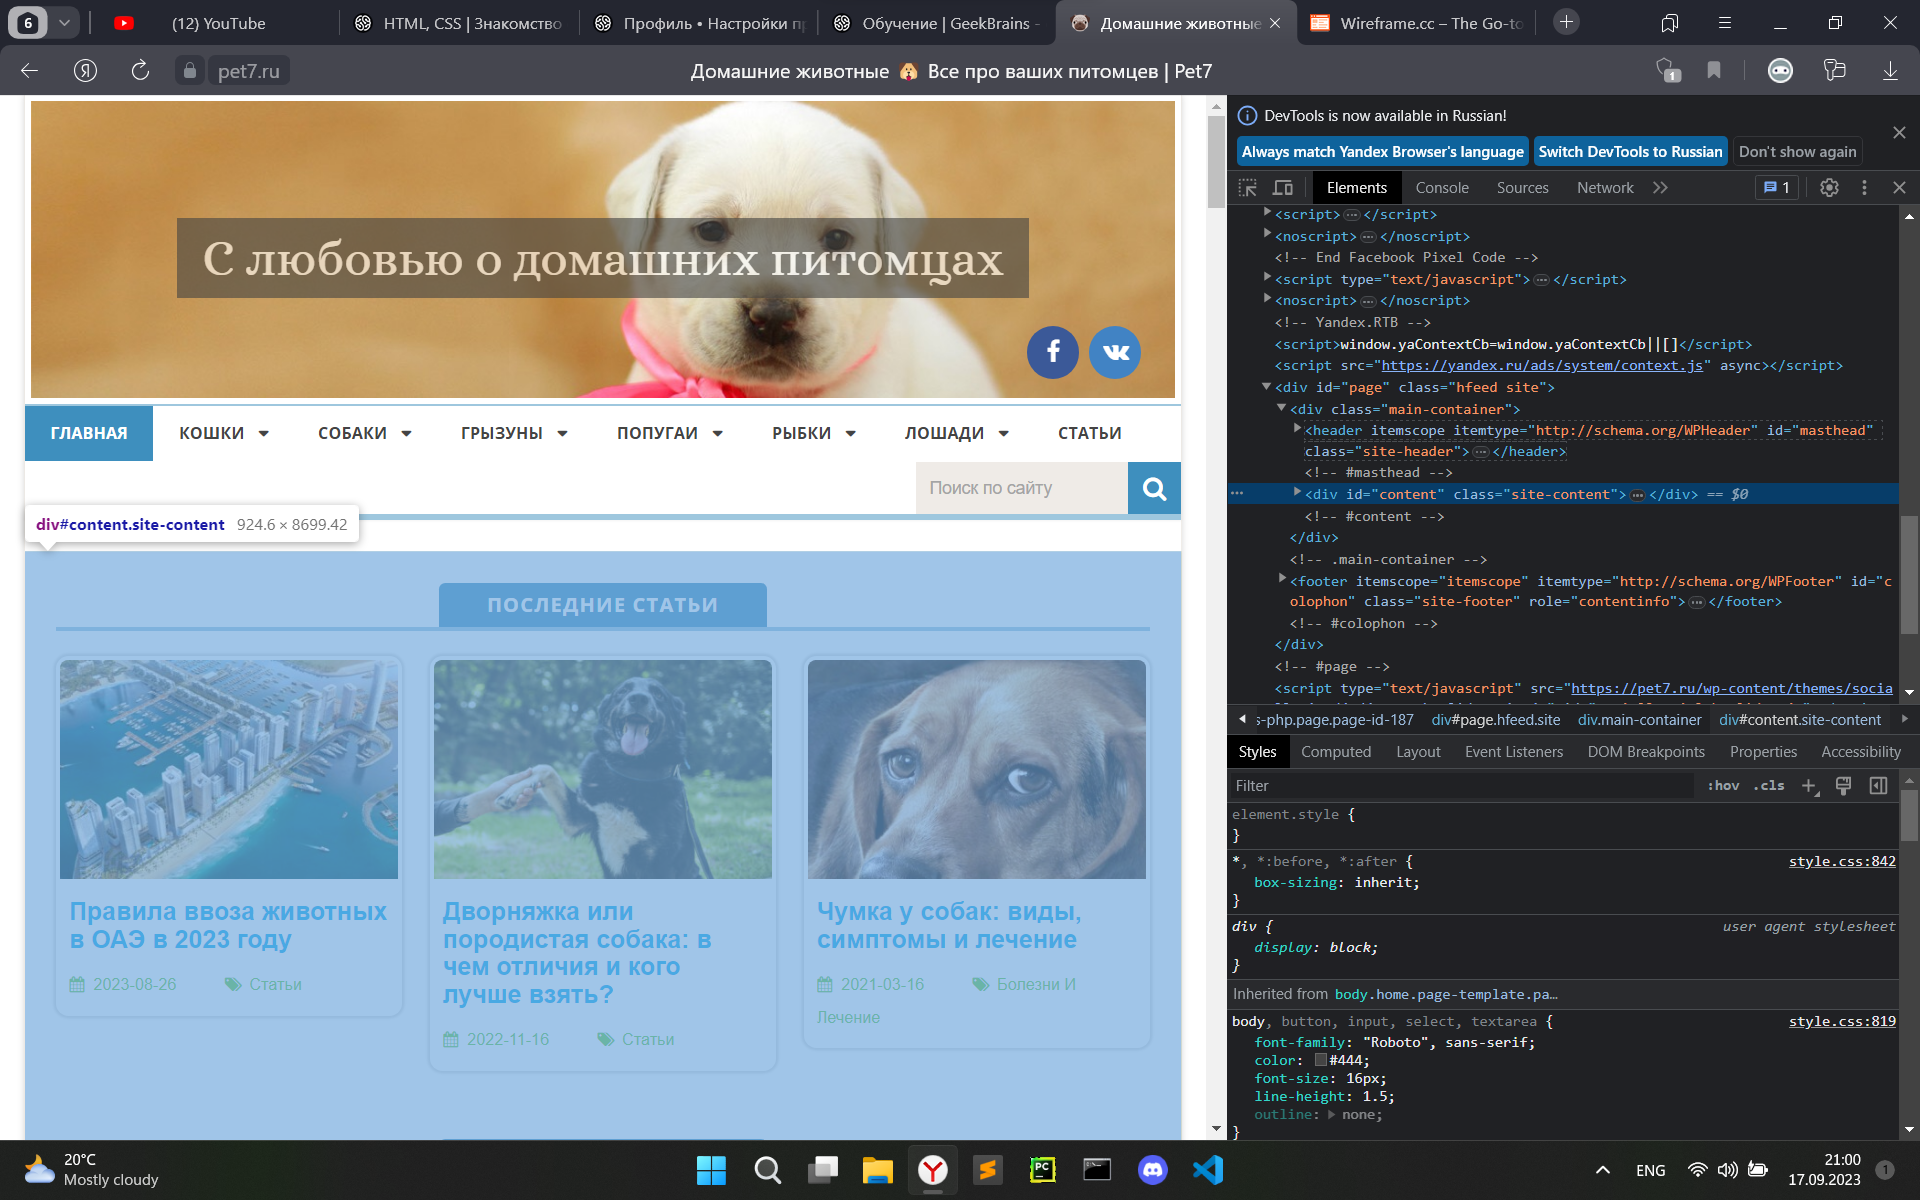 6
(12) YouTube
HTML, CSS | Знакомство
Профиль • Настройки п
Обучение | GeekBrains -
Домашние животные
Wireframe.cc – The Go-to
pet7.ru
Домашние животные Все про ваших питомцев | Pet7
1
С любовью о домашних питомцах
ГЛАВНАЯ
КОШКИ
СОБАКИ
ГРЫЗУНЫ
ПОПУГАИ
РЫБКИ
ЛОШАДИ
СТАТЬИ
Поиск по сайту
div#content.site-content 924.6 × 8699.42
ПОСЛЕДНИЕ СТАТЬИ
Правила ввоза животных
в ОАЭ в 2023 году
2023-08-26 Статьи
Дворняжка или
породистая собака: в
чем отличия и кого
лучше взять?
2022-11-16 Статьи
Чумка у собак: виды,
симптомы и лечение
2021-03-16 Болезни И
Лечение
DevTools is now available in Russian!
Always match Yandex Browser's language
Switch DevTools to Russian
Don't show again
Elements
Console
Sources
Network
1
<script> ⋯ </script>
<noscript> ⋯ </noscript>
<!-- End Facebook Pixel Code -->
<script type="text/javascript"> ⋯ </script>
<noscript> ⋯ </noscript>
<!-- Yandex.RTB -->
<script>window.yaContextCb=window.yaContextCb||[]</script>
<script src="https://yandex.ru/ads/system/context.js" async></script>
<div id="page" class="hfeed site">
<div class="main-container">
<header itemscope itemtype="http://schema.org/WPHeader" id="masthead"
class="site-header"> ⋯ </header>
<!-- #masthead -->
<div id="content" class="site-content"> ⋯ </div> == $0
<!-- #content -->
</div>
<!-- .main-container -->
<footer itemscope="itemscope" itemtype="http://schema.org/WPFooter" id="c
olophon" class="site-footer" role="contentinfo"> ⋯ </footer>
<!-- #colophon -->
</div>
<!-- #page -->
<script type="text/javascript" src="https://pet7.ru/wp-content/themes/socia
s-php.page.page-id-187 div#page.hfeed.site div.main-container div#content.site-content
Styles
Computed
Layout
Event Listeners
DOM Breakpoints
Properties
Accessibility
Filter
:hov .cls
element.style {
}
*, *:before, *:after { style.css:842
box-sizing: inherit;
}
div { user agent stylesheet
display: block;
}
Inherited from body.home.page-template.pa…
body, button, input, select, textarea { style.css:819
font-family: "Roboto", sans-serif;
color: #444;
font-size: 16px;
line-height: 1.5;
outline: none;
}
20°C
Mostly cloudy
PC
ENG
21:00
17.09.2023
1